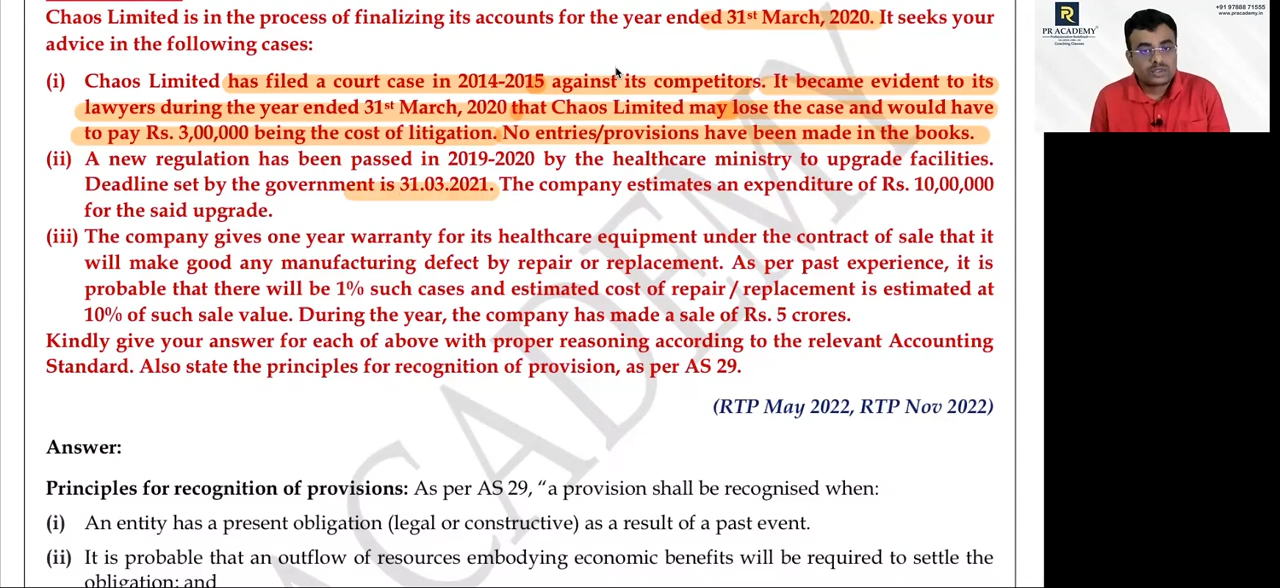 Chaos Limited is in the process of finalizing its accounts for the year ended 31st March, 2020. It seeks your
advice in the following cases:
(i) Chaos Limited has filed a court case in 2014-2015 against its competitors. It became evident to its
lawyers during the year ended 31st March, 2020 that Chaos Limited may lose the case and would have
to pay Rs. 3,00,000 being the cost of litigation. No entries/provisions have been made in the books.
(ii) A new regulation has been passed in 2019-2020 by the healthcare ministry to upgrade facilities.
Deadline set by the government is 31.03.2021. The company estimates an expenditure of Rs. 10,00,000
for the said upgrade.
(iii) The company gives one year warranty for its healthcare equipment under the contract of sale that it
will make good any manufacturing defect by repair or replacement. As per past experience, it is
probable that there will be 1% such cases and estimated cost of repair/replacement is estimated at
10% of such sale value. During the year, the company has made a sale of Rs. 5 crores.
Kindly give your answer for each of above with proper reasoning according to the relevant Accounting
Standard. Also state the principles for recognition of provision, as per AS 29.
(RTP May 2022, RTP Nov 2022)
Answer:
Principles for recognition of provisions: As per AS 29, “a provision shall be recognised when:
(i) An entity has a present obligation (legal or constructive) as a result of a past event.
(ii) It is probable that an outflow of resources embodying economic benefits will be required to settle the
obligation; and
ACADEMY
PR ACADEMY
+91 97888 71555
www.pracademy.in